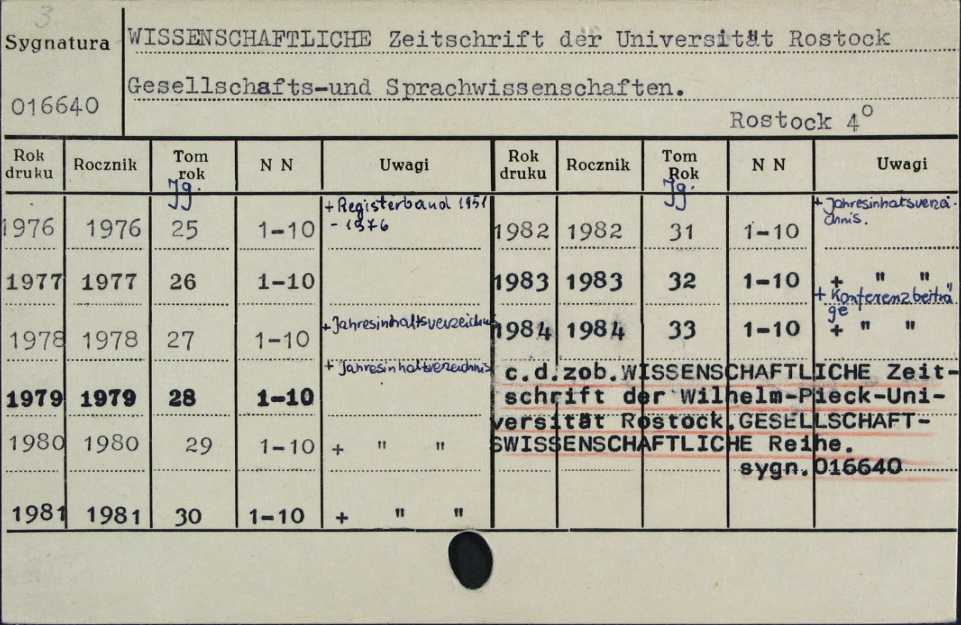 3.
Sygnatura WISSENSCHAFTLICHE Zeitschrift der Universität Rostock
Gesellschafts-und Sprachwissenschaften.
016640
Rostock 4°
Rok druku Rocznik Tom rok N N Uwagi Rok druku Rocznik Tom Rok N N Uwagi
Jg. Jg.
1976 1976 25 1-10 + Registerband 1951 - 1976
1977 1977 26 1-10
1978 1978 27 1-10 + Jahresinhaltsverzeichnis
1979 1979 28 1-10 + Jahresinhaltsverzeichnis
1980 1980 29 1-10 + " "
1981 1981 30 1-10 + " "
1982 1982 31 1-10 + Jahresinhatsverzei-
chnis.
1983 1983 32 1-10 + " "
+ Konferenzbeiträ
ge
1984 1984 33 1-10 + " "
c.d.zob.WISSENSCHAFTLICHE Zeit-
schrift der Wilhelm-Pieck-Uni-
versität Rostock.GESELLSCHAFT-
SWISSENSCHAFTLICHE Reihe.
sygn.016640